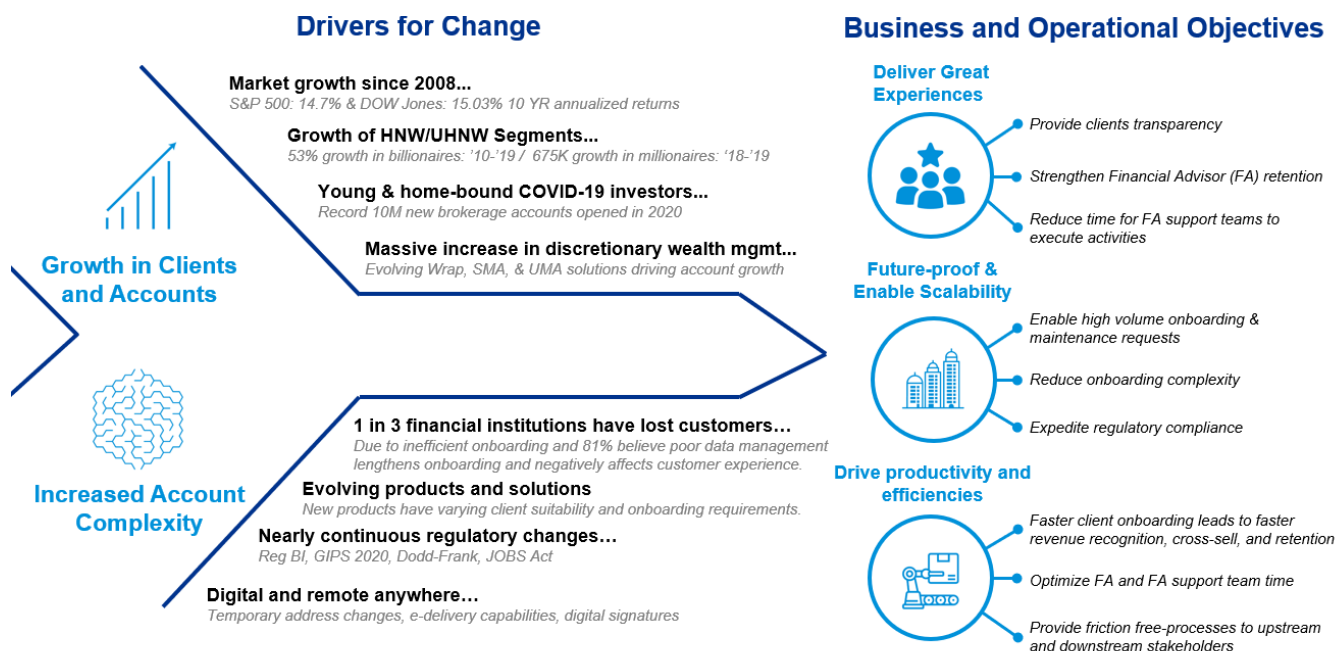 Drivers for Change
Market growth since 2008...
S&P 500: 14.7% & DOW Jones: 15.03% 10 YR annualized returns
Growth of HNW/UHNW Segments...
53% growth in billionaires: '10-'19 /  675K growth in millionaires: '18-'19
Young & home-bound COVID-19 investors...
Record 10M new brokerage accounts opened in 2020
Massive increase in discretionary wealth mgmt...
Evolving Wrap, SMA, & UMA solutions driving account growth
Growth in Clients
and Accounts
Increased Account
Complexity
1 in 3 financial institutions have lost customers…
Due to inefficient onboarding and 81% believe poor data management
lengthens onboarding and negatively affects customer experience.
Evolving products and solutions
New products have varying client suitability and onboarding requirements.
Nearly continuous regulatory changes…
Reg BI, GIPS 2020, Dodd-Frank, JOBS Act
Digital and remote anywhere…
Temporary address changes, e-delivery capabilities, digital signatures
Business and Operational Objectives
Deliver Great
Experiences
Provide clients transparency
Strengthen Financial Advisor (FA) retention
Reduce time for FA support teams to
execute activities
Future-proof &
Enable Scalability
Enable high volume onboarding &
maintenance requests
Reduce onboarding complexity
Expedite regulatory compliance
Drive productivity and
efficiencies
Faster client onboarding leads to faster
revenue recognition, cross-sell, and retention
Optimize FA and FA support team time
Provide friction free-processes to upstream
and downstream stakeholders